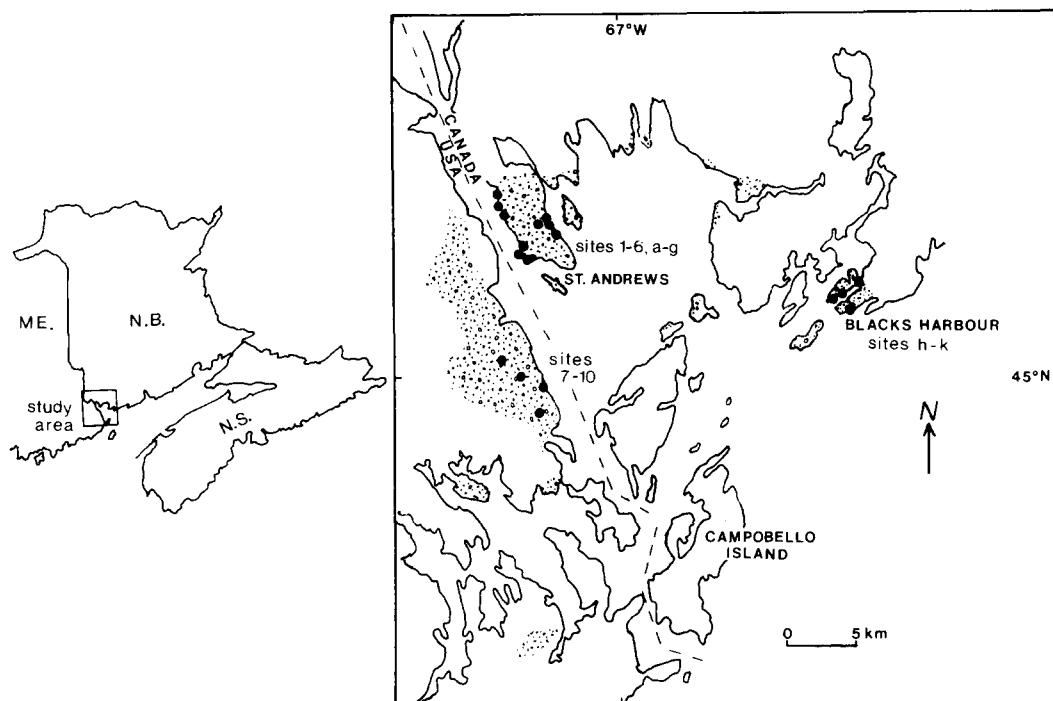 67°W
CANADA
USA
sites 1-6, a-g
ST. ANDREWS
ME.
N.B.
BLACKS HARBOUR
sites h-k
sites
7-10
45°N
study
area
N.S.
N
CAMPOBELLO
ISLAND
0 5 km